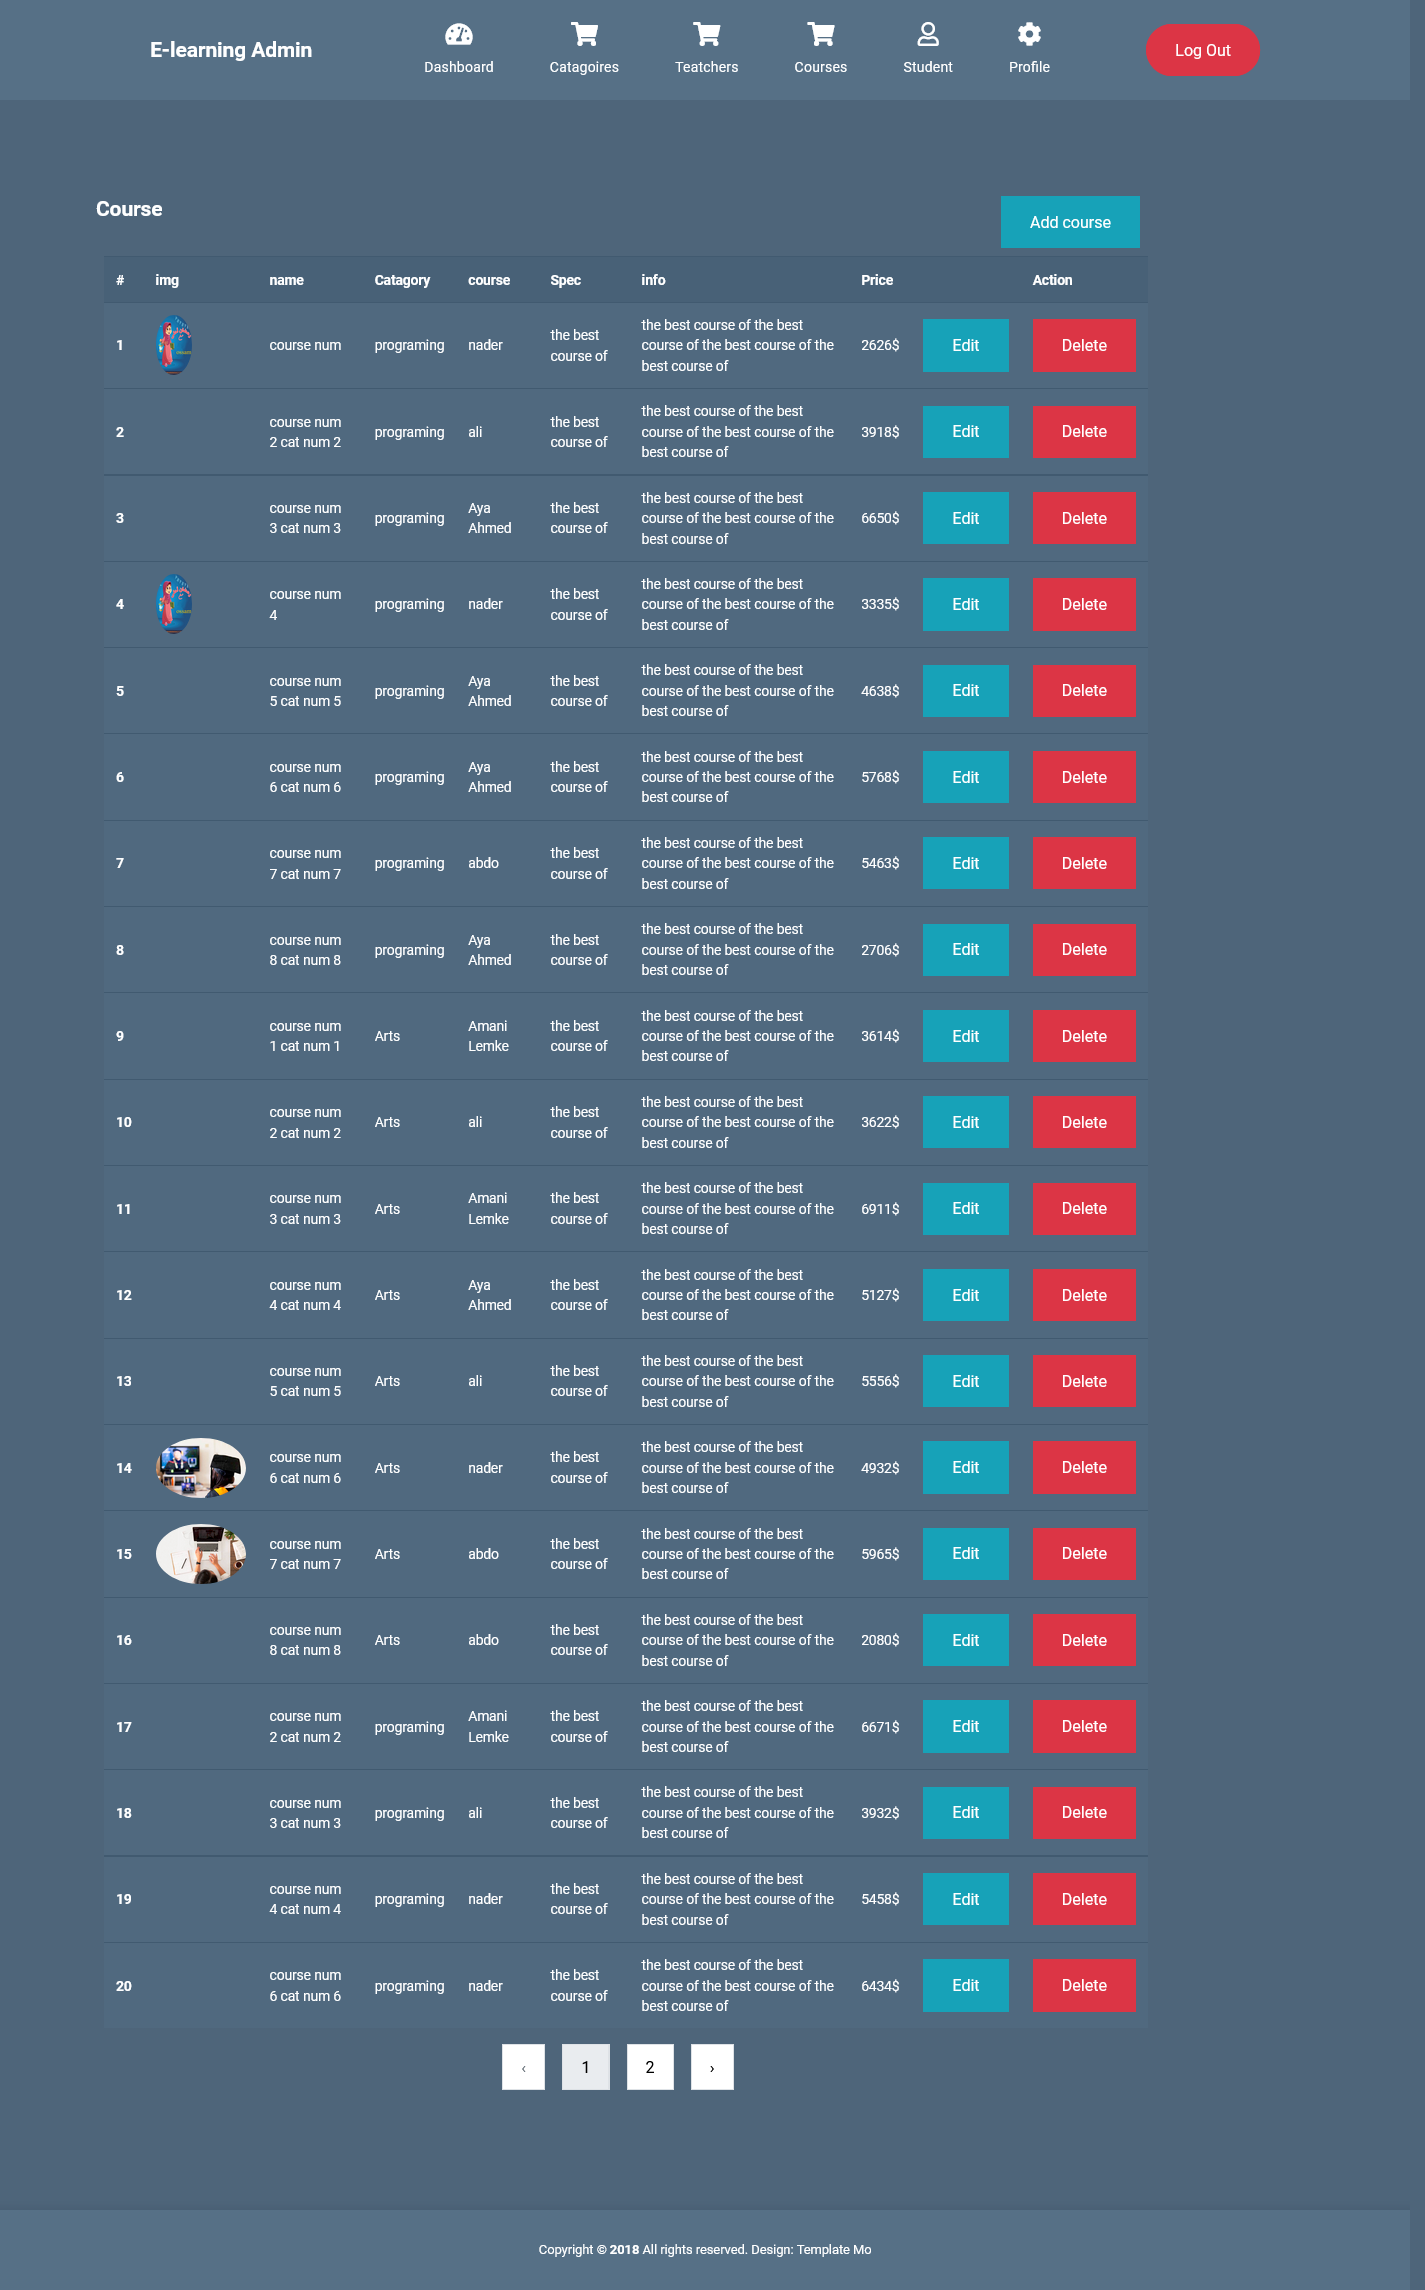 E-learning Admin
Dashboard
Catagoires
Teatchers
Courses
Student
Profile
Log Out
Course
Add course
# img name Catagory course Spec info Price Action
1 course num programing nader the best course of the best course of the best course of the best course of the best course of 2626$ Edit Delete
2 course num 2 cat num 2 programing ali the best course of the best course of the best course of the best course of the best course of 3918$ Edit Delete
3 course num 3 cat num 3 programing Aya Ahmed the best course of the best course of the best course of the best course of the best course of 6650$ Edit Delete
4 course num 4 programing nader the best course of the best course of the best course of the best course of the best course of 3335$ Edit Delete
5 course num 5 cat num 5 programing Aya Ahmed the best course of the best course of the best course of the best course of the best course of 4638$ Edit Delete
6 course num 6 cat num 6 programing Aya Ahmed the best course of the best course of the best course of the best course of the best course of 5768$ Edit Delete
7 course num 7 cat num 7 programing abdo the best course of the best course of the best course of the best course of the best course of 5463$ Edit Delete
8 course num 8 cat num 8 programing Aya Ahmed the best course of the best course of the best course of the best course of the best course of 2706$ Edit Delete
9 course num 1 cat num 1 Arts Amani Lemke the best course of the best course of the best course of the best course of the best course of 3614$ Edit Delete
10 course num 2 cat num 2 Arts ali the best course of the best course of the best course of the best course of the best course of 3622$ Edit Delete
11 course num 3 cat num 3 Arts Amani Lemke the best course of the best course of the best course of the best course of the best course of 6911$ Edit Delete
12 course num 4 cat num 4 Arts Aya Ahmed the best course of the best course of the best course of the best course of the best course of 5127$ Edit Delete
13 course num 5 cat num 5 Arts ali the best course of the best course of the best course of the best course of the best course of 5556$ Edit Delete
14 course num 6 cat num 6 Arts nader the best course of the best course of the best course of the best course of the best course of 4932$ Edit Delete
15 course num 7 cat num 7 Arts abdo the best course of the best course of the best course of the best course of the best course of 5965$ Edit Delete
16 course num 8 cat num 8 Arts abdo the best course of the best course of the best course of the best course of the best course of 2080$ Edit Delete
17 course num 2 cat num 2 programing Amani Lemke the best course of the best course of the best course of the best course of the best course of 6671$ Edit Delete
18 course num 3 cat num 3 programing ali the best course of the best course of the best course of the best course of the best course of 3932$ Edit Delete
19 course num 4 cat num 4 programing nader the best course of the best course of the best course of the best course of the best course of 5458$ Edit Delete
20 course num 6 cat num 6 programing nader the best course of the best course of the best course of the best course of the best course of 6434$ Edit Delete
‹ 1 2 ›
Copyright © 2018 All rights reserved. Design: Template Mo